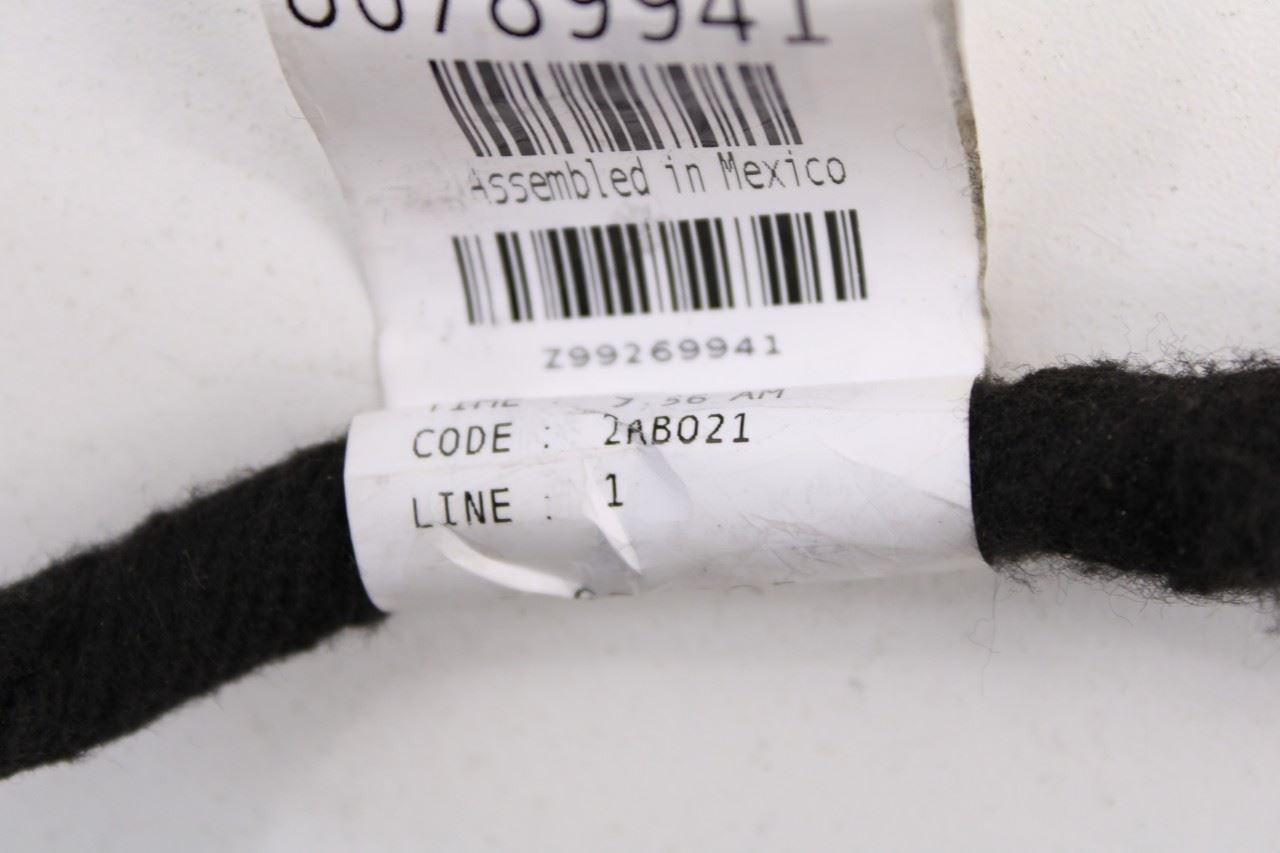 Assembled in Mexico
Z99269941
CODE : 2AB021
LINE : 1